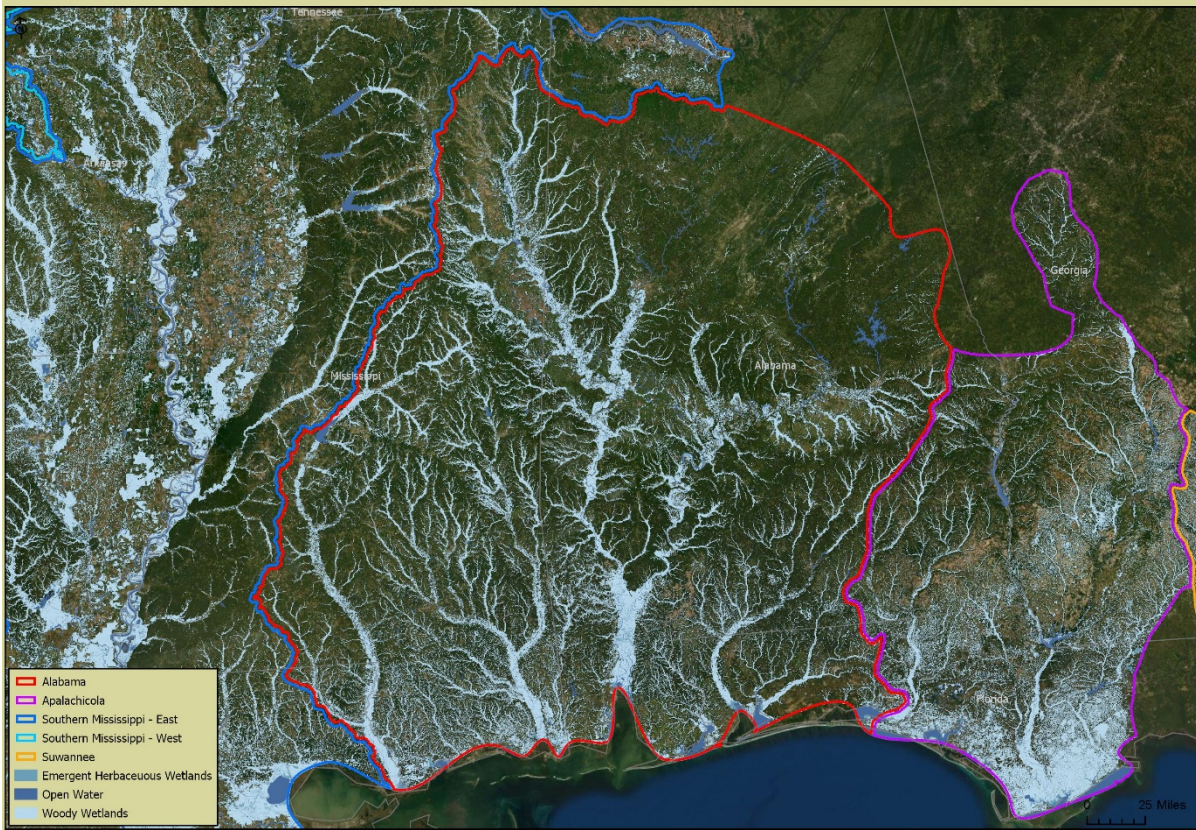 Tennessee
Arkansas
Georgia
Mississippi
Alabama
Florida
Alabama
Apalachicola
Southern Mississippi - East
Southern Mississippi - West
Suwannee
Emergent Herbaceuous Wetlands
Open Water
Woody Wetlands
0 25 Miles